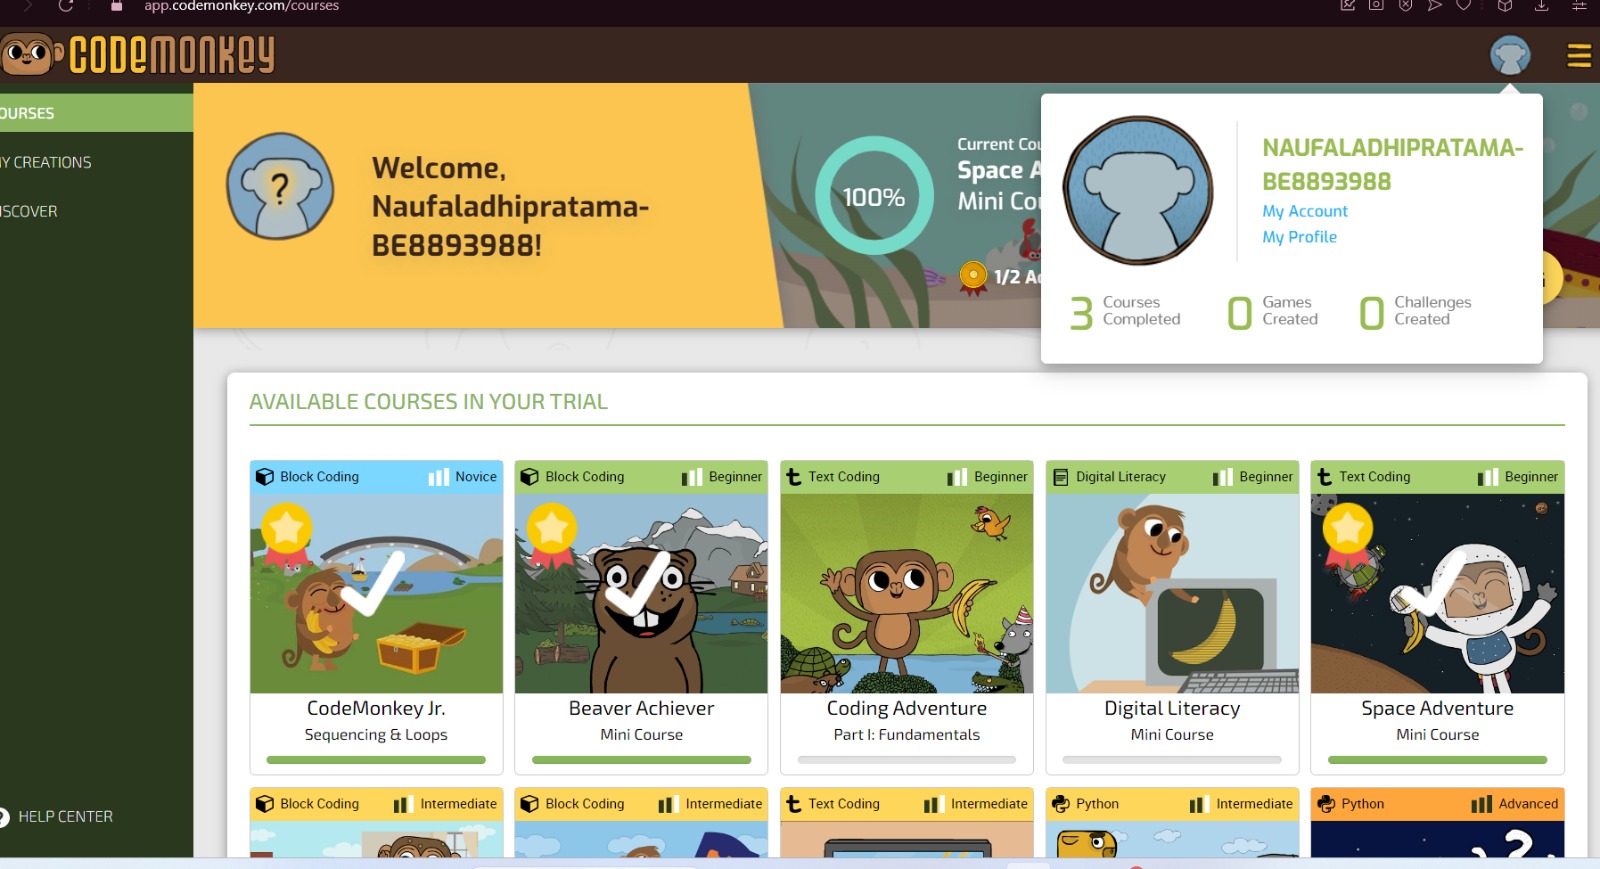 app.codemonkey.com/courses
CODEMONKEY
OURSES
Y CREATIONS
ISCOVER
?
Welcome,
Naufaladhipratama-
BE8893988!
100%
Current Cou
Space A
Mini Cou
1/2 Ac
NAUFALADHIPRATAMA-
BE8893988
My Account
My Profile
3 Courses Completed
0 Games Created
0 Challenges Created
AVAILABLE COURSES IN YOUR TRIAL
Block Coding Novice
Block Coding Beginner
Text Coding Beginner
Digital Literacy Beginner
Text Coding Beginner
CodeMonkey Jr.
Sequencing & Loops
Beaver Achiever
Mini Course
Coding Adventure
Part I: Fundamentals
Digital Literacy
Mini Course
Space Adventure
Mini Course
Block Coding Intermediate
Block Coding Intermediate
Text Coding Intermediate
Python Intermediate
Python Advanced
? HELP CENTER